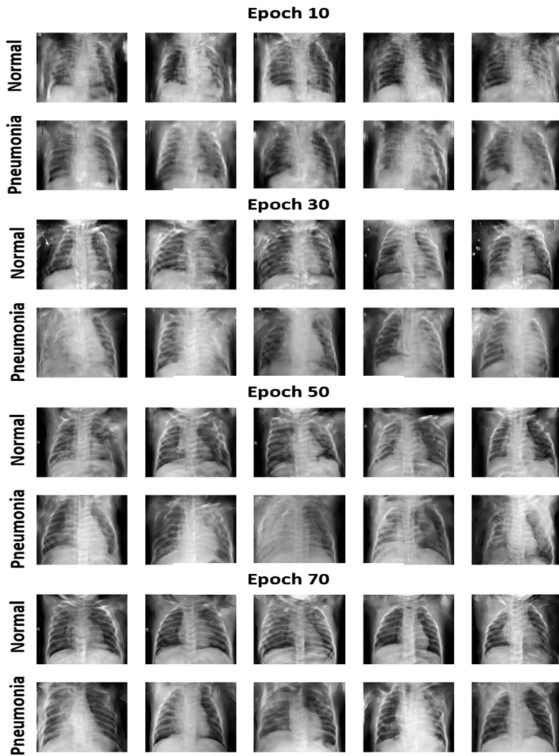 Epoch 10
Normal
Pneumonia
Epoch 30
Normal
Pneumonia
Epoch 50
Normal
Pneumonia
Epoch 70
Normal
Pneumonia